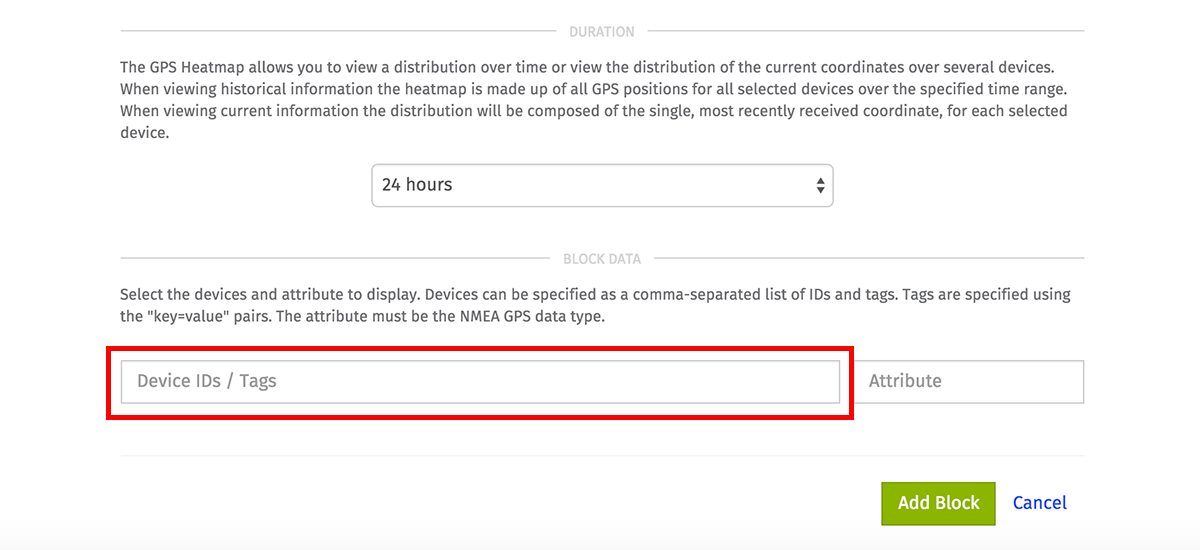 DURATION
The GPS Heatmap allows you to view a distribution over time or view the distribution of the current coordinates over several devices.
When viewing historical information the heatmap is made up of all GPS positions for all selected devices over the specified time range.
When viewing current information the distribution will be composed of the single, most recently received coordinate, for each selected
device.
24 hours
BLOCK DATA
Select the devices and attribute to display. Devices can be specified as a comma-separated list of IDs and tags. Tags are specified using
the "key=value" pairs. The attribute must be the NMEA GPS data type.
Device IDs / Tags
Attribute
Add Block
Cancel